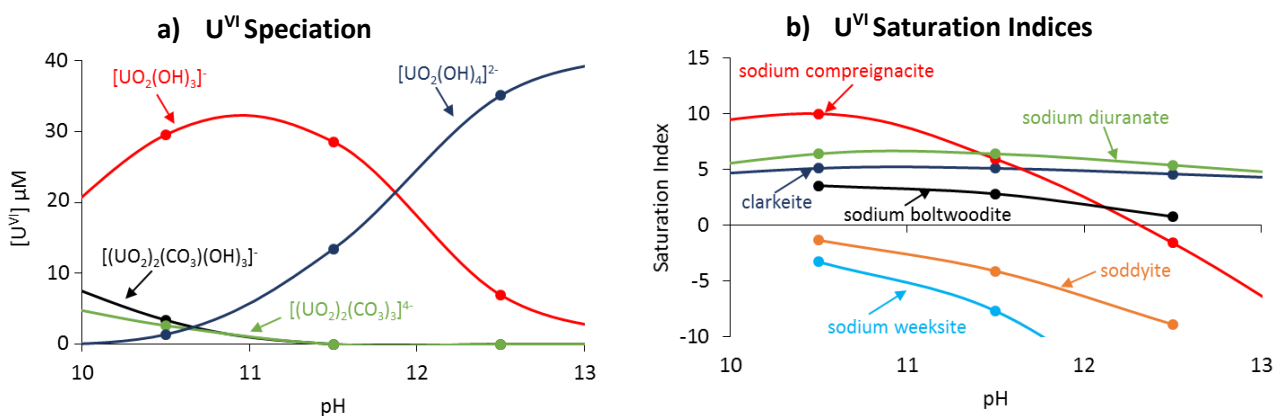 a) U^VI Speciation
40
30
20
10
0
[U^VI] µM
[UO₂(OH)₃]⁻
[UO₂(OH)₄]²⁻
[(UO₂)₂(CO₃)(OH)₃]⁻
[(UO₂)₂(CO₃)₃]⁴⁻
10
11
12
13
pH
b) U^VI Saturation Indices
15
10
5
0
-5
-10
Saturation Index
sodium compreignacite
sodium diuranate
clarkeite
sodium boltwoodite
soddyite
sodium weeksite
10
11
12
13
pH